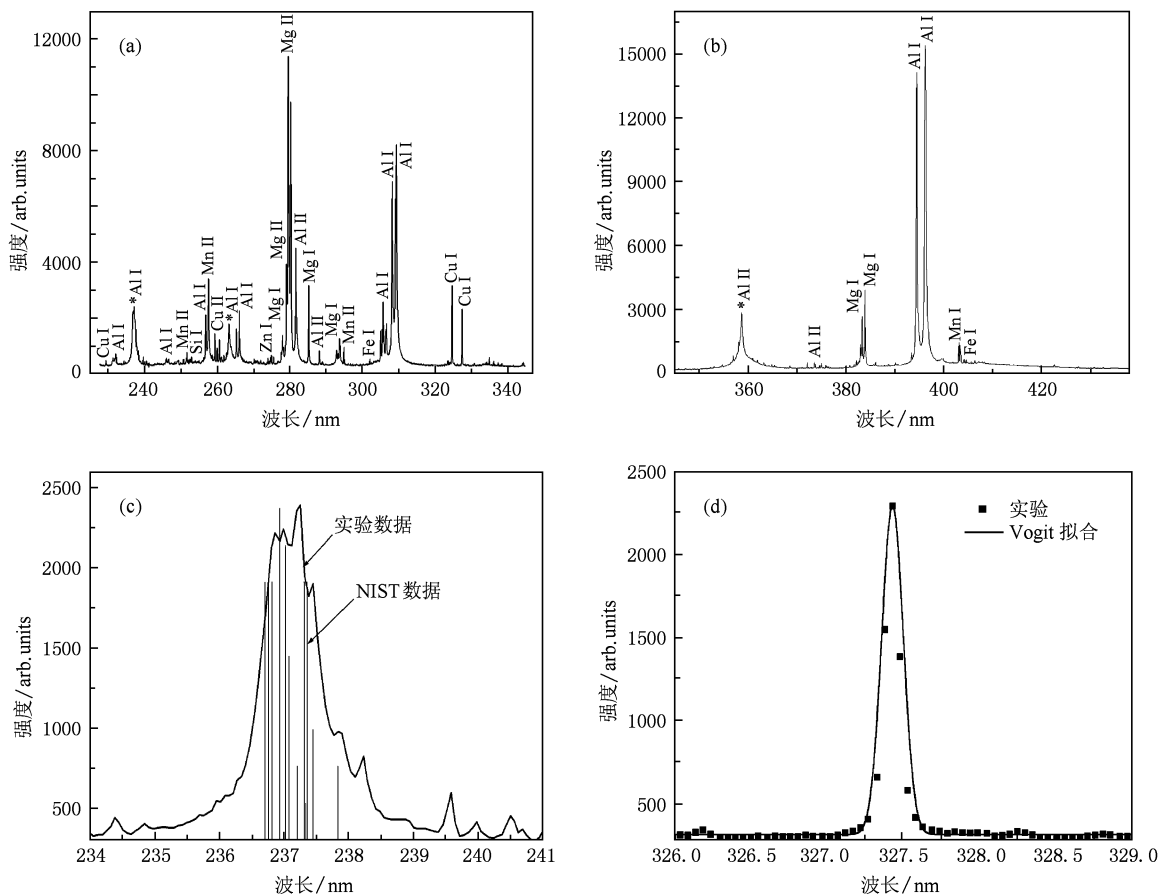 (a)
12000
8000
4000
0
强度/arb.units
240
260
280
300
320
340
波长/nm
Cu I
Al I
*Al I
Al I
Mn II
Si I
Al I
Mn II
Cu II
*Al I
Al I
Zn I
Mg I
Mg II
Mg II
Al II
Mg I
Al II
Mg I
Mn II
Fe I
Al I
Al I
Al I
Cu I
Cu I
(b)
15000
12000
9000
6000
3000
0
强度/arb.units
360
380
400
420
波长/nm
*Al II
Al II
Mg I
Mg I
Al I
Al I
Mn I
Fe I
(c)
2500
2000
1500
1000
500
强度/arb.units
实验数据
NIST 数据
234
235
236
237
238
239
240
241
波长/nm
(d)
2500
2000
1500
1000
500
强度/arb.units
实验
Vogit 拟合
326.0
326.5
327.0
327.5
328.0
328.5
329.0
波长/nm